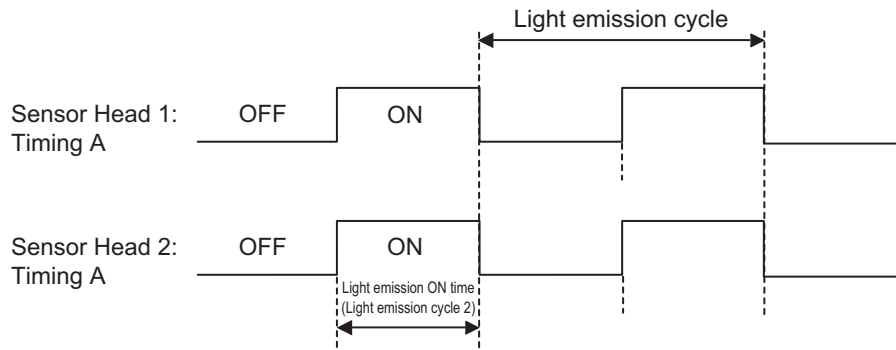 Light emission cycle
Sensor Head 1:
Timing A
OFF
ON
Sensor Head 2:
Timing A
OFF
ON
Light emission ON time
(Light emission cycle 2)